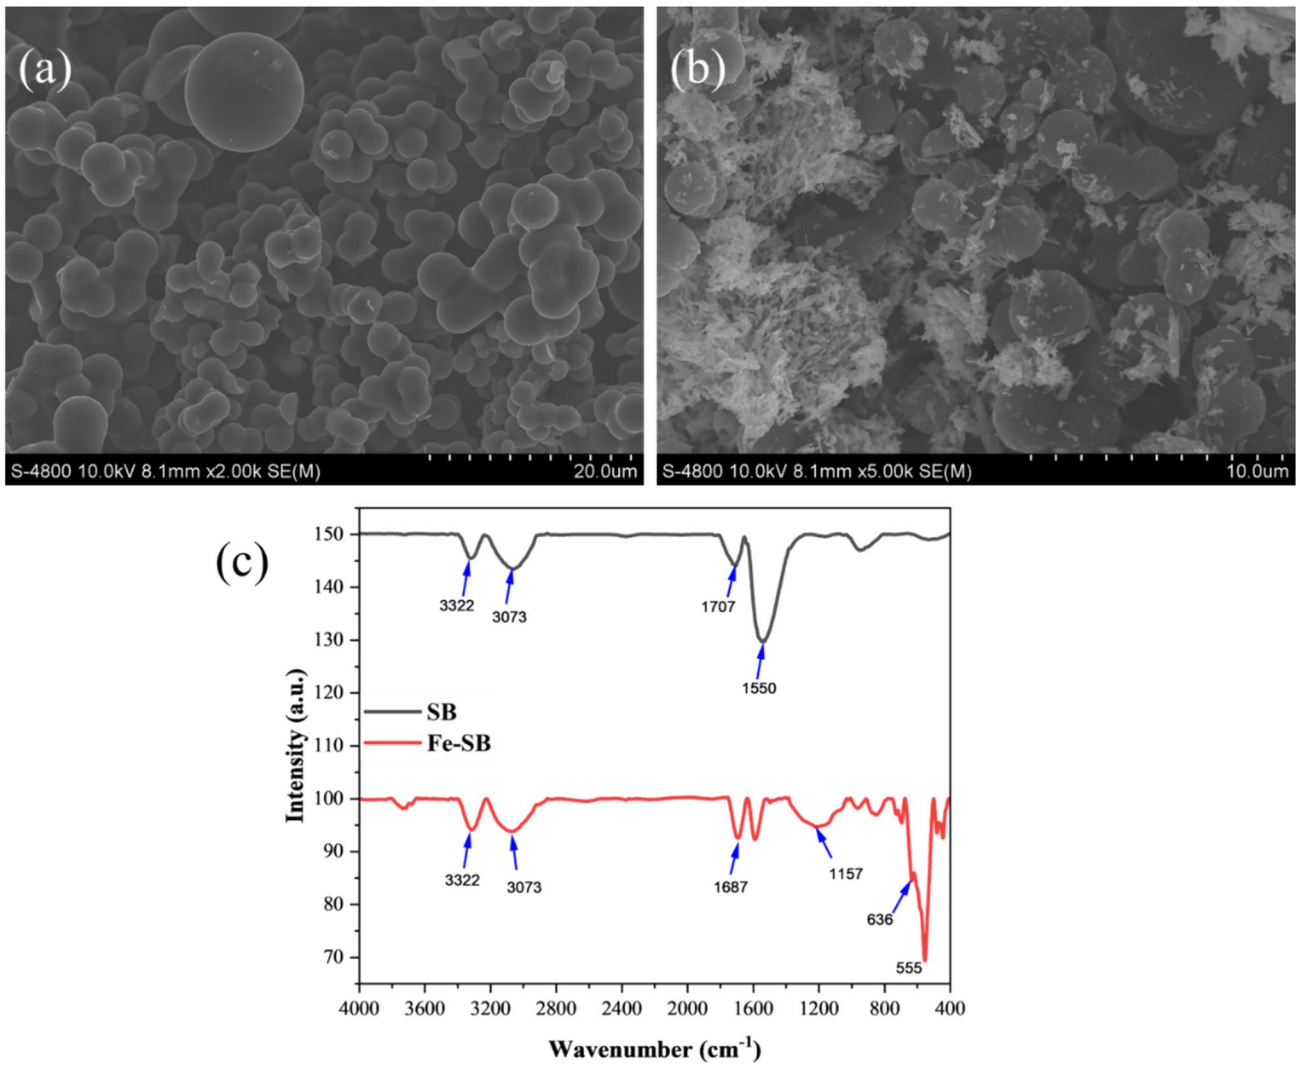 (a)
(b)
S-4800 10.0kV 8.1mm x2.00k SE(M) 20.0um
S-4800 10.0kV 8.1mm x5.00k SE(M) 10.0um
(c)
150
140
130
120
110
100
90
80
70
Intensity (a.u.)
3322
3073
1707
1550
SB
Fe-SB
3322
3073
1687
1157
636
555
4000 3600 3200 2800 2400 2000 1600 1200 800 400
Wavenumber (cm⁻¹)